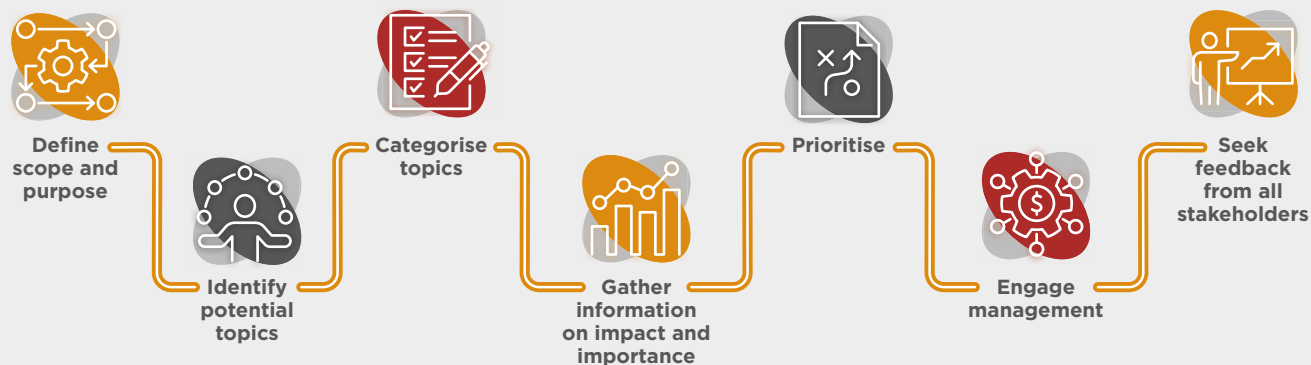 Define
scope and
purpose
Identify
potential
topics
Categorise
topics
Gather
information
on impact and
importance
Prioritise
$
Engage
management
Seek
feedback
from all
stakeholders